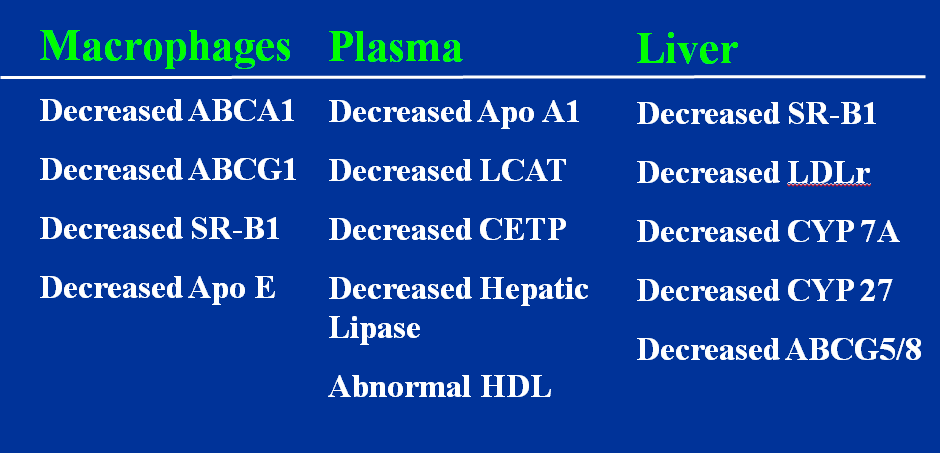 Macrophages
Decreased ABCA1
Decreased ABCG1
Decreased SR-B1
Decreased Apo E
Plasma
Decreased Apo A1
Decreased LCAT
Decreased CETP
Decreased Hepatic
Lipase
Abnormal HDL
Liver
Decreased SR-B1
Decreased LDLr
Decreased CYP 7A
Decreased CYP 27
Decreased ABCG5/8